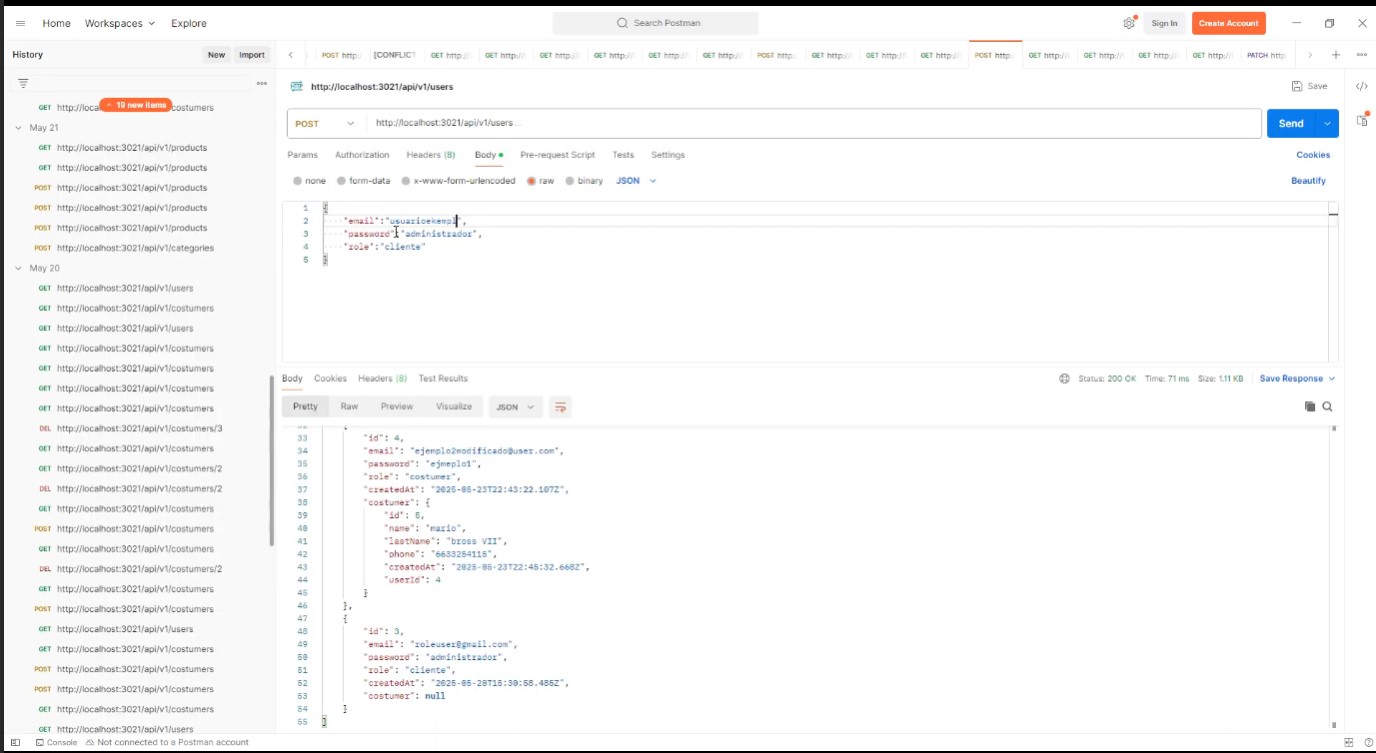 Home Workspaces Explore Search Postman Sign In Create Account
History New Import POST http: [CONFLICT GET http:/ GET http:/ GET http:/ GET http:/ GET http:/ GET http:/ POST http: GET http:/ GET http:/ GET http:/ POST http: GET http:/ GET http:/ GET http:/ GET http:/ PATCH http:
http://localhost:3021/api/v1/users Save
GET http://loca 19 new items costumers
May 21
GET http://localhost:3021/api/v1/products
GET http://localhost:3021/api/v1/products
POST http://localhost:3021/api/v1/products
POST http://localhost:3021/api/v1/products
POST http://localhost:3021/api/v1/products
POST http://localhost:3021/api/v1/categories
May 20
GET http://localhost:3021/api/v1/users
GET http://localhost:3021/api/v1/costumers
GET http://localhost:3021/api/v1/users
GET http://localhost:3021/api/v1/costumers
GET http://localhost:3021/api/v1/costumers
GET http://localhost:3021/api/v1/costumers
GET http://localhost:3021/api/v1/costumers
DEL http://localhost:3021/api/v1/costumers/3
GET http://localhost:3021/api/v1/costumers
GET http://localhost:3021/api/v1/costumers/2
DEL http://localhost:3021/api/v1/costumers/2
GET http://localhost:3021/api/v1/costumers
POST http://localhost:3021/api/v1/costumers
GET http://localhost:3021/api/v1/costumers
DEL http://localhost:3021/api/v1/costumers/2
GET http://localhost:3021/api/v1/costumers
POST http://localhost:3021/api/v1/costumers
GET http://localhost:3021/api/v1/users
GET http://localhost:3021/api/v1/costumers
POST http://localhost:3021/api/v1/costumers
POST http://localhost:3021/api/v1/costumers
GET http://localhost:3021/api/v1/costumers
GET http://localhost:3021/api/v1/users
POST http://localhost:3021/api/v1/users... Send
Params Authorization Headers (8) Body Pre-request Script Tests Settings Cookies
none form-data x-www-form-urlencoded raw binary JSON Beautify
1 {
2 "email":"usuarioekempl",
3 "password":"administrador",
4 "role":"cliente"
5 }
Body Cookies Headers (8) Test Results Status: 200 OK Time: 71 ms Size: 1.11 KB Save Response
Pretty Raw Preview Visualize JSON
32 {
33 "id": 4,
34 "email": "ejemplo2modificado@user.com",
35 "password": "ejmeplo1",
36 "role": "costumer",
37 "createdAt": "2025-05-23T22:43:22.107Z",
38 "costumer": {
39 "id": 5,
40 "name": "mario",
41 "lastName": "bross VII",
42 "phone": "6633254115",
43 "createdAt": "2025-05-23T22:45:32.668Z",
44 "userId": 4
45 }
46 },
47 {
48 "id": 3,
49 "email": "roleuser@gmail.com",
50 "password": "administrador",
51 "role": "cliente",
52 "createdAt": "2025-05-20T15:30:58.485Z",
53 "costumer": null
54 }
55 ]
Console Not connected to a Postman account